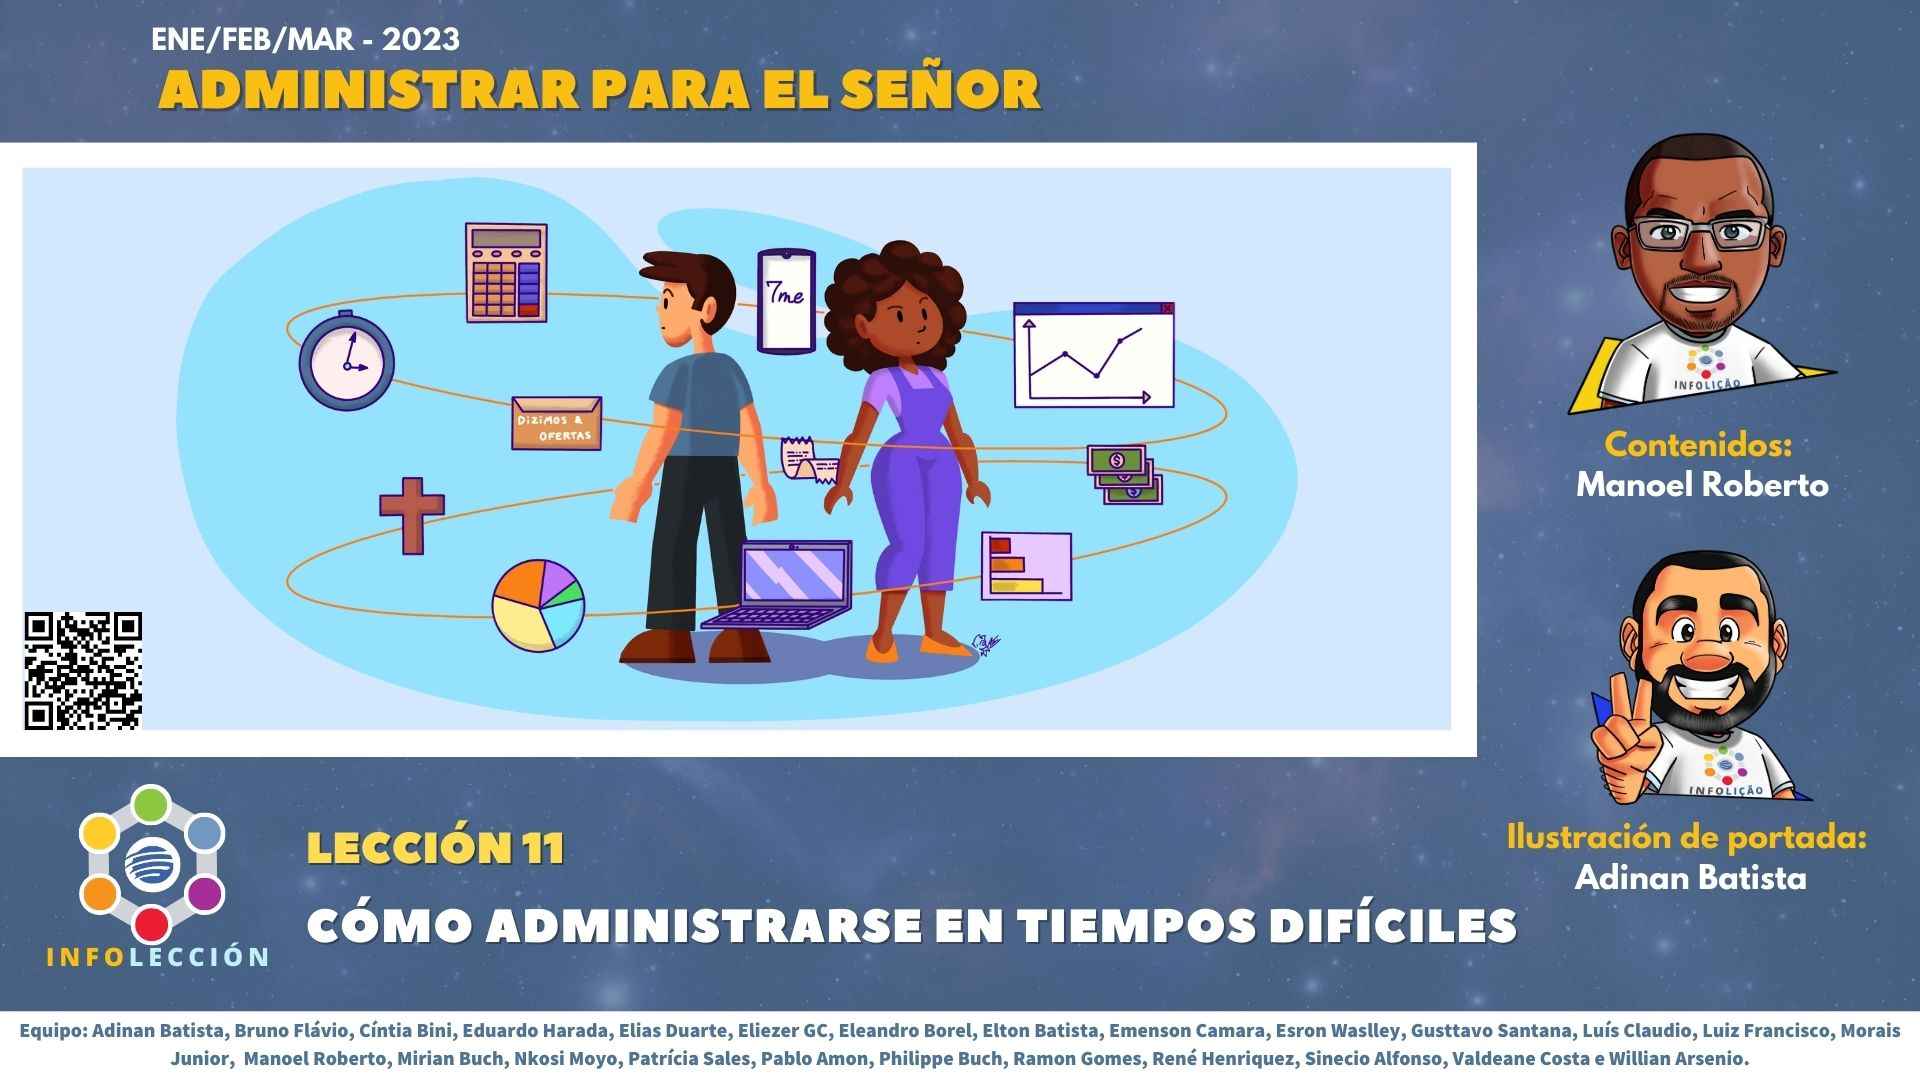 ENE/FEB/MAR - 2023
ADMINISTRAR PARA EL SEÑOR
7me
DiZiMOS &
OFERTAS
INFOLIÇÃO
Contenidos:
Manoel Roberto
INFOLIÇÃO
Ilustración de portada:
Adinan Batista
LECCIÓN 11
CÓMO ADMINISTRARSE EN TIEMPOS DIFÍCILES
INFOLECCIÓN
Equipo: Adinan Batista, Bruno Flávio, Cíntia Bini, Eduardo Harada, Elias Duarte, Eliezer GC, Eleandro Borel, Elton Batista, Emenson Camara, Esron Waslley, Gusttavo Santana, Luís Claudio, Luiz Francisco, Morais
Junior, Manoel Roberto, Mirian Buch, Nkosi Moyo, Patrícia Sales, Pablo Amon, Philippe Buch, Ramon Gomes, René Henriquez, Sinecio Alfonso, Valdeane Costa e Willian Arsenio.